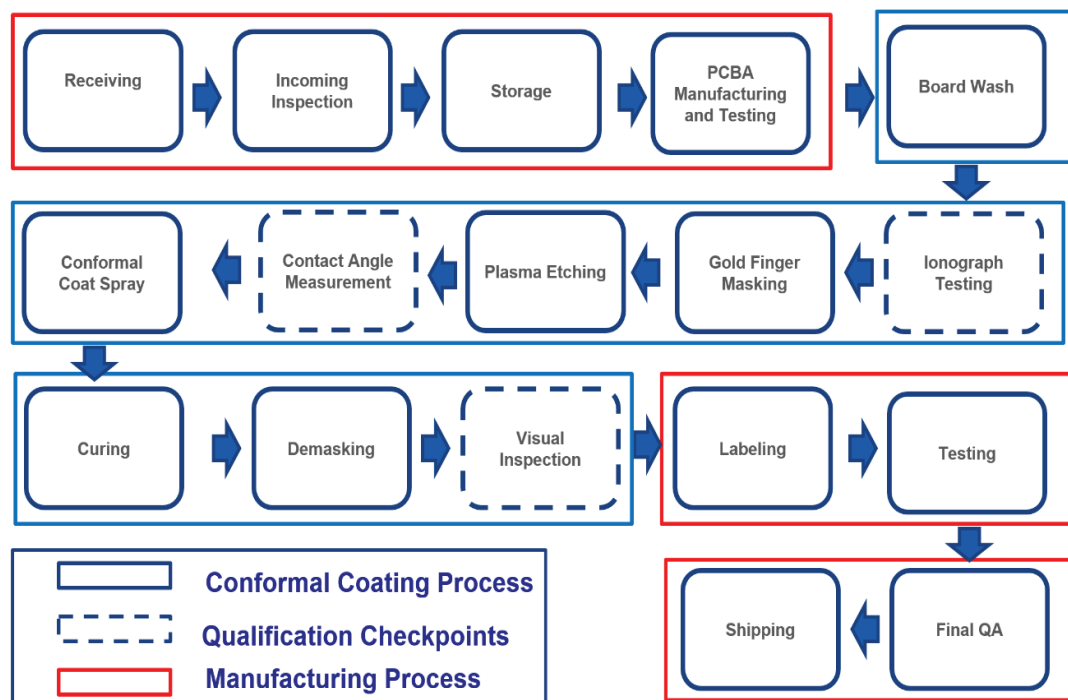 Receiving
Incoming
Inspection
Storage
PCBA
Manufacturing
and Testing
Board Wash
Conformal
Coat Spray
Contact Angle
Measurement
Plasma Etching
Gold Finger
Masking
Ionograph
Testing
Curing
Demasking
Visual
Inspection
Labeling
Testing
Conformal Coating Process
Qualification Checkpoints
Manufacturing Process
Shipping
Final QA